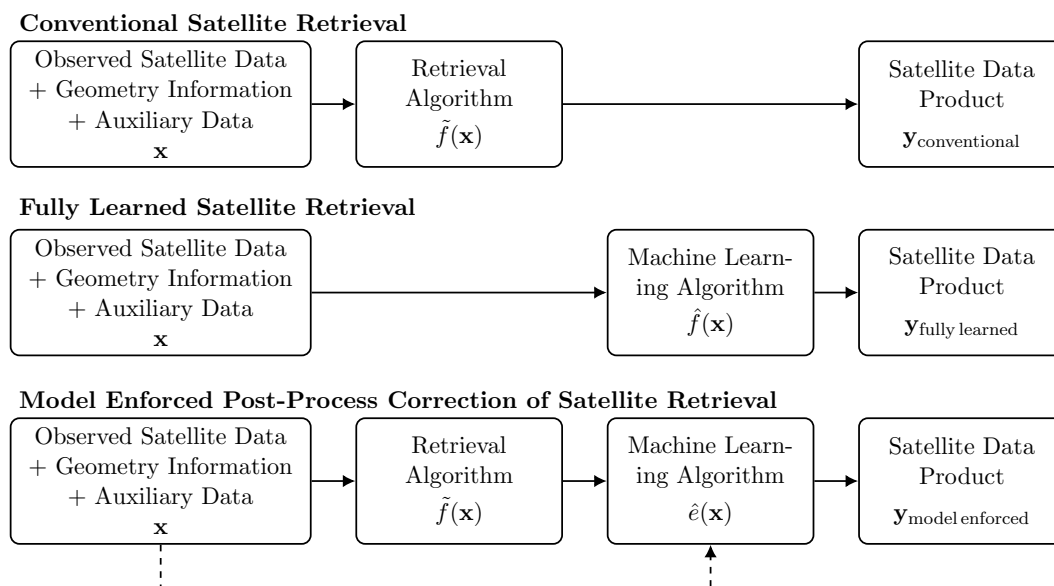 Conventional Satellite Retrieval
Observed Satellite Data
+ Geometry Information
+ Auxiliary Data
x
Retrieval
Algorithm
f̃(x)
Satellite Data
Product
y_conventional
Fully Learned Satellite Retrieval
Observed Satellite Data
+ Geometry Information
+ Auxiliary Data
x
Machine Learn-
ing Algorithm
f̂(x)
Satellite Data
Product
y_fully learned
Model Enforced Post-Process Correction of Satellite Retrieval
Observed Satellite Data
+ Geometry Information
+ Auxiliary Data
x
Retrieval
Algorithm
f̃(x)
Machine Learn-
ing Algorithm
ê(x)
Satellite Data
Product
y_model enforced